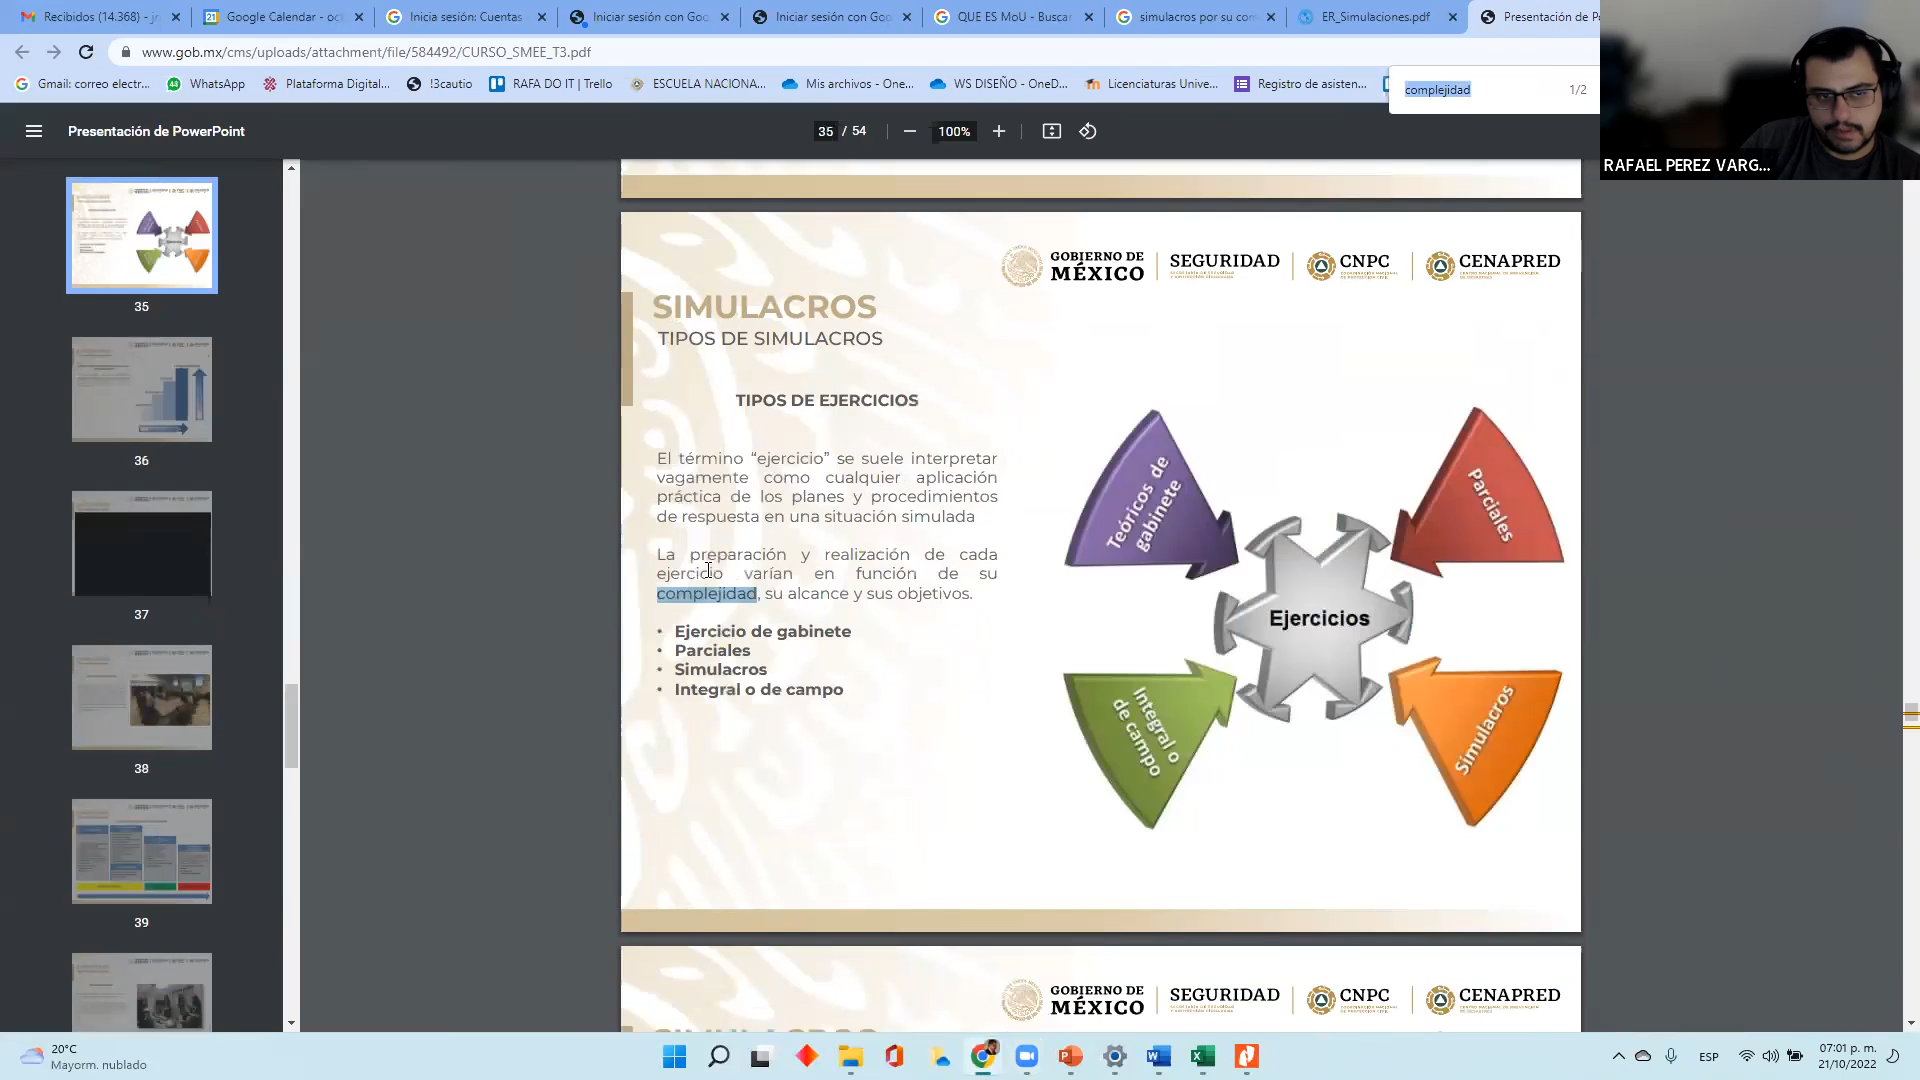 Recibidos (14.368) - jr
Google Calendar - oct
Inicia sesión: Cuentas
Iniciar sesión con Goo
Iniciar sesión con Goo
QUE ES MoU - Buscar
simulacros por su com
ER_Simulaciones.pdf
Presentación de Po
www.gob.mx/cms/uploads/attachment/file/584492/CURSO_SMEE_T3.pdf
Gmail: correo electr...
WhatsApp
Plataforma Digital...
!3cautio
RAFA DO IT | Trello
ESCUELA NACIONA...
Mis archivos - One...
WS DISEÑO - OneD...
Licenciaturas Unive...
Registro de asisten...
complejidad
1/2
RAFAEL PEREZ VARG...
Presentación de PowerPoint
35 / 54
100%
35
36
37
38
39
GOBIERNO DE
MÉXICO
SEGURIDAD
CNPC
CENAPRED
SIMULACROS
TIPOS DE SIMULACROS
TIPOS DE EJERCICIOS
El término “ejercicio” se suele interpretar
vagamente como cualquier aplicación
práctica de los planes y procedimientos
de respuesta en una situación simulada
La preparación y realización de cada
ejercicio varían en función de su
complejidad, su alcance y sus objetivos.
• Ejercicio de gabinete
• Parciales
• Simulacros
• Integral o de campo
Teóricos de
gabinete
Parciales
Ejercicios
Integral o
de campo
Simulacros
GOBIERNO DE
MÉXICO
SEGURIDAD
CNPC
CENAPRED
20°C
Mayorm. nublado
ESP
07:01 p. m.
21/10/2022